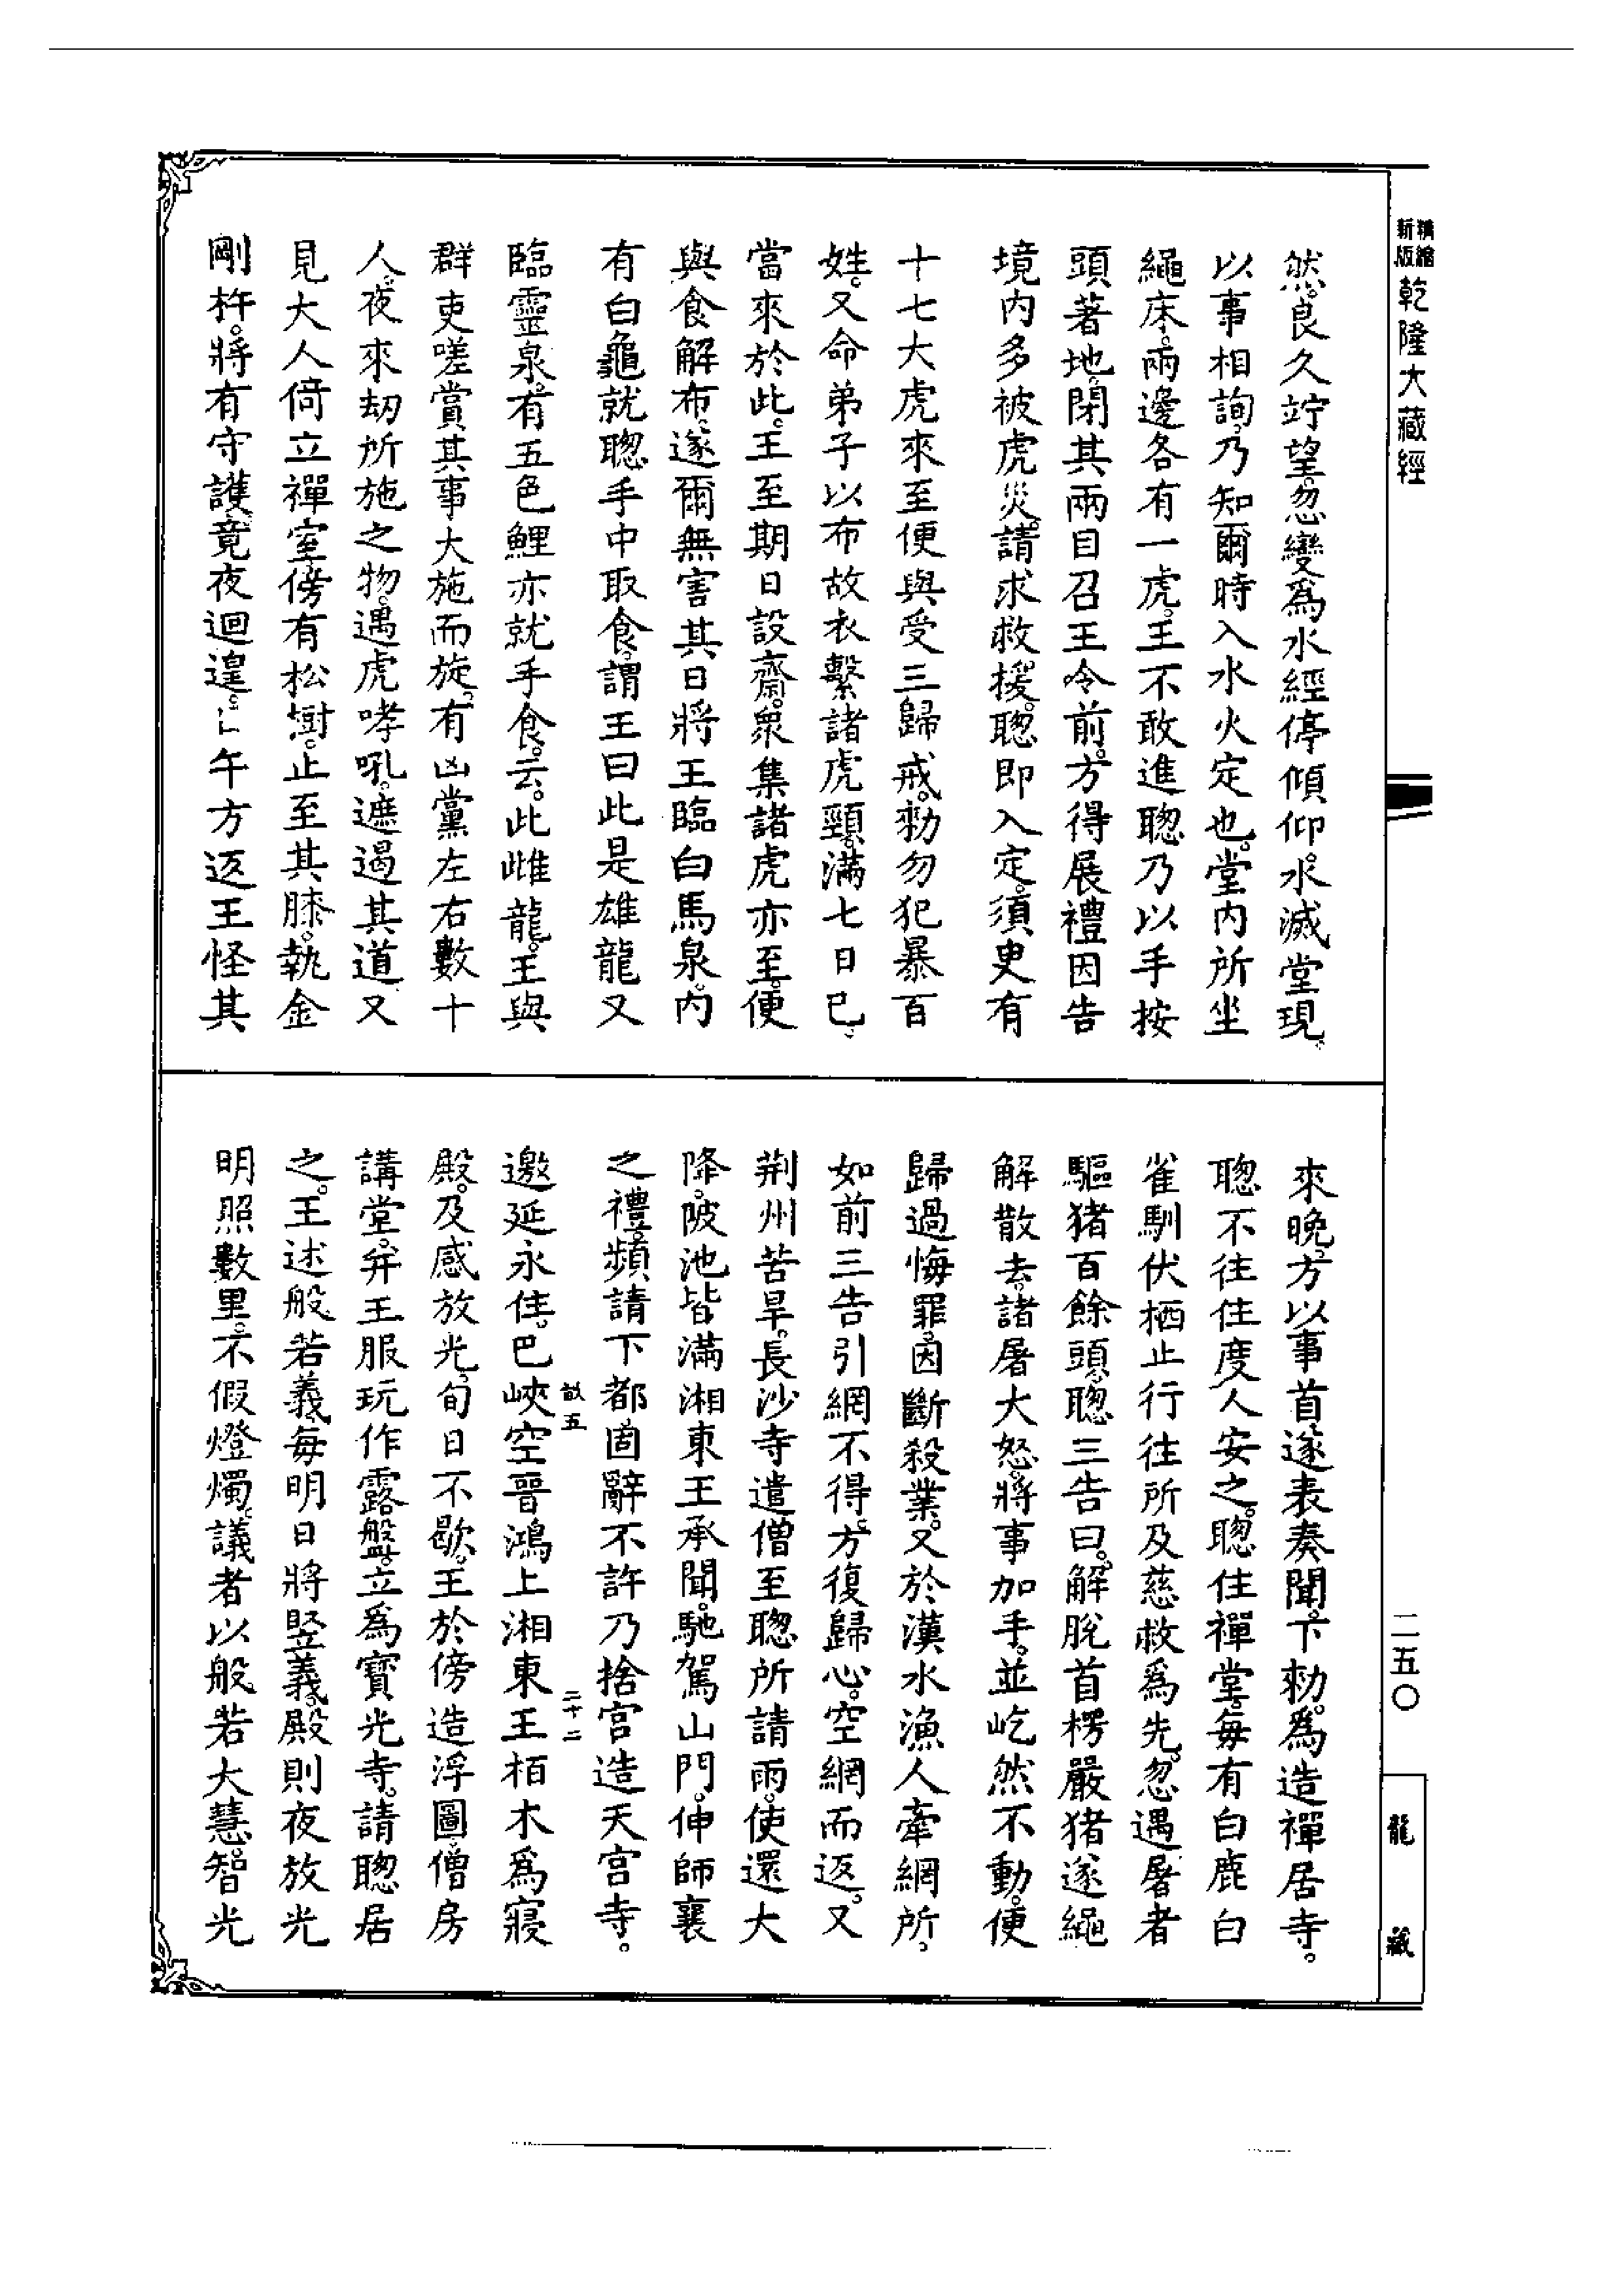 精縮新版 乾隆大藏經
然。良久竚望。忽變爲水經停傾仰。水滅堂現。
以事相詢。乃知爾時入水火定也。堂内所坐
繩床。兩邊各有一虎。王不敢進聰乃以手按
頭著地。閉其兩目召王令前。方得展禮因告
境内多被虎災。請求救援。聰即入定。須臾有
十七大虎來至便與受三歸戒。勑勿犯暴百
姓。又命弟子以布故衣繫諸虎頸。滿七日已。
當來於此。王至期日設齋。衆集諸虎亦至。便
與食解布。遂爾無害其日將王臨白馬泉。内
有白龜就聰手中取食。謂王曰此是雄龍又
臨靈泉。有五色鯉亦就手食。云。此雌龍。王與
群吏嗟賞其事大施而旋。有凶黨左右數十
人。夜來劫所施之物。遇虎哮吼。遮遏其道。又
見大人倚立禪室。傍有松樹。止至其膝。執金
剛杵。將有守護。竟夜迴遑。日午方返王怪其
來晚。方以事首。遂表奏聞。下勑。爲造禪居寺。
聰不往住度人安之。聰住禪堂。每有白鹿白
雀馴伏栖止行往所及慈救爲先。忽遇屠者
驅猪百餘頭。聰三告曰。解脫首楞嚴猪遂繩
解散去。諸屠大怒。將事加手。並屹然不動。便
歸過悔罪。因斷殺業。又於漢水漁人牽網所。
如前三告引網不得。方復歸心。空網而返。又
荆州苦旱。長沙寺遣僧至聰所請雨。使還大
降。陂池皆滿湘東王承聞。馳駕山門。伸師襄
之禮。頻請下都。固辭不許乃捨宮造天宮寺。
畝五 二十二
邀延永住。巴峽空晉鴻上湘東王栢木爲寢
殿。及感放光。旬日不歇。王於傍造浮圖。僧房
講堂。并王服玩作露盤。立爲寶光寺。請聰居
之。王述般若義。每明日將竪義。殿則夜放光
明照數里。不假燈燭。議者以般若大慧。智光
二五〇
龍藏